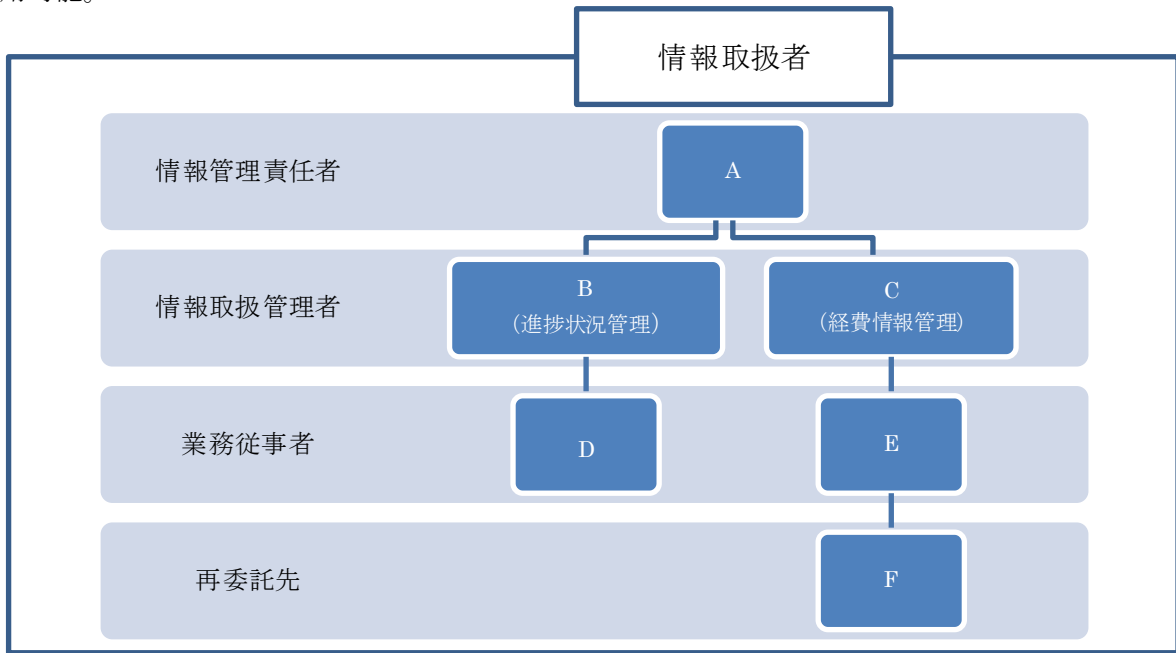 可能。
情報取扱者
情報管理責任者
A
情報取扱管理者
B
(進捗状況管理)
C
(経費情報管理)
業務従事者
D
E
再委託先
F